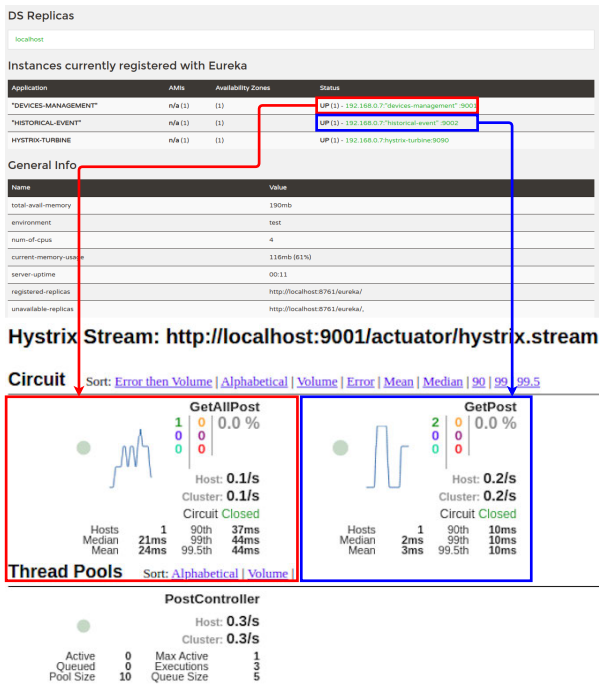 DS Replicas
localhost
Instances currently registered with Eureka
Application AMIs Availability Zones Status
"DEVICES-MANAGEMENT" n/a (1) (1) UP (1) - 192.168.0.7:"devices-management" :9001
"HISTORICAL-EVENT" n/a (1) (1) UP (1) - 192.168.0.7:"historical-event" :9002
HYSTRIX-TURBINE n/a (1) (1) UP (1) - 192.168.0.7:hystrix-turbine:9090
General Info
Name Value
total-avail-memory 190mb
environment test
num-of-cpus 4
current-memory-usage 116mb (61%)
server-uptime 00:11
registered-replicas http://localhost:8761/eureka/
unavailable-replicas http://localhost:8761/eureka/,
Hystrix Stream: http://localhost:9001/actuator/hystrix.stream
Circuit Sort: Error then Volume | Alphabetical | Volume | Error | Mean | Median | 90 | 99 | 99.5
GetAllPost
1 0 0.0 %
0 0
0 0
Host: 0.1/s
Cluster: 0.1/s
Circuit Closed
Hosts 1 90th 37ms
Median 21ms 99th 44ms
Mean 24ms 99.5th 44ms
GetPost
2 0 0.0 %
0 0
0 0
Host: 0.2/s
Cluster: 0.2/s
Circuit Closed
Hosts 1 90th 10ms
Median 2ms 99th 10ms
Mean 3ms 99.5th 10ms
Thread Pools Sort: Alphabetical | Volume |
PostController
Host: 0.3/s
Cluster: 0.3/s
Active 0 Max Active 1
Queued 0 Executions 3
Pool Size 10 Queue Size 5